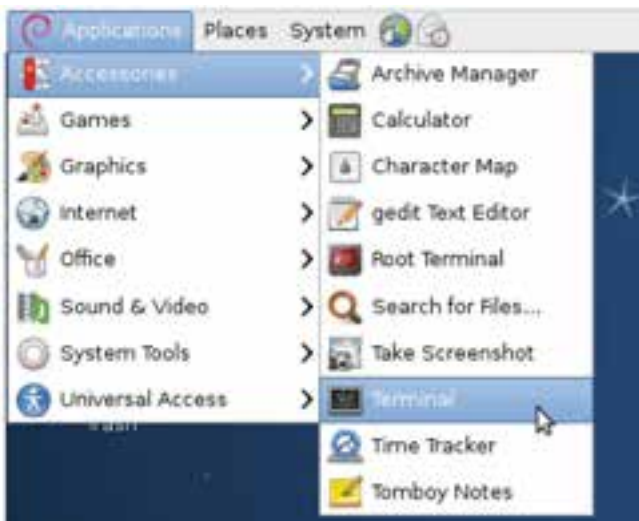 Applications Places System
Accessories
Games
Graphics
Internet
Office
Sound & Video
System Tools
Universal Access
Archive Manager
Calculator
Character Map
gedit Text Editor
Root Terminal
Search for Files...
Take Screenshot
Terminal
Time Tracker
Tomboy Notes